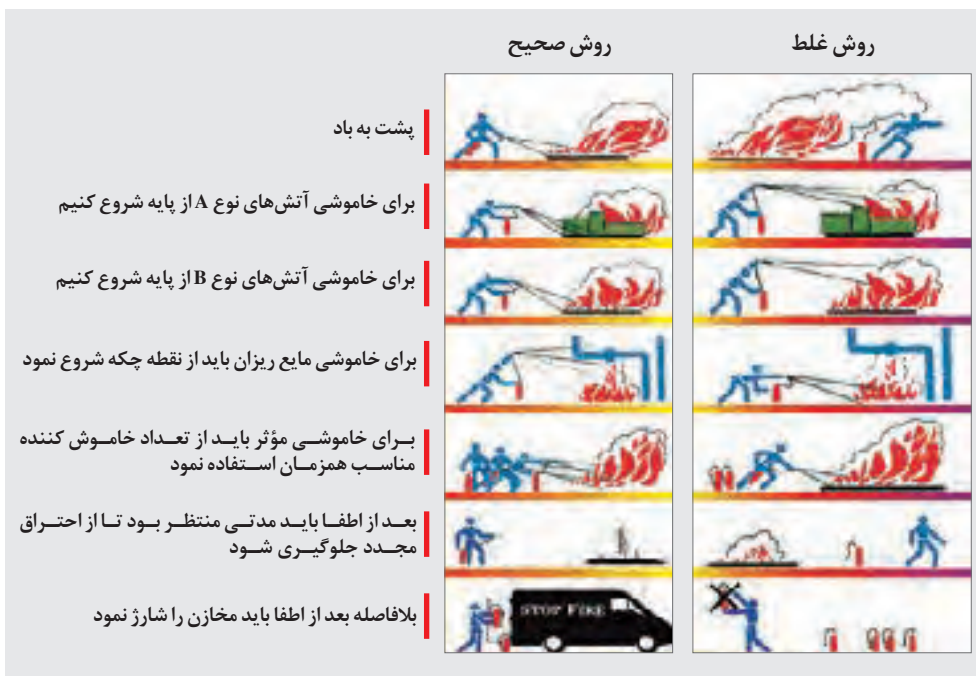 روش صحیح
روش غلط
پشت به باد
برای خاموشی آتش‌های نوع A از پایه شروع کنیم
برای خاموشی آتش‌های نوع B از پایه شروع کنیم
برای خاموشی مایع ریزان باید از نقطه چکه شروع نمود
برای خاموشی مؤثر باید از تعداد خاموش کننده
مناسب همزمان استفاده نمود
بعد از اطفا باید مدتی منتظر بود تا از احتراق
مجدد جلوگیری شود
بلافاصله بعد از اطفا باید مخازن را شارژ نمود
STOP FIRE